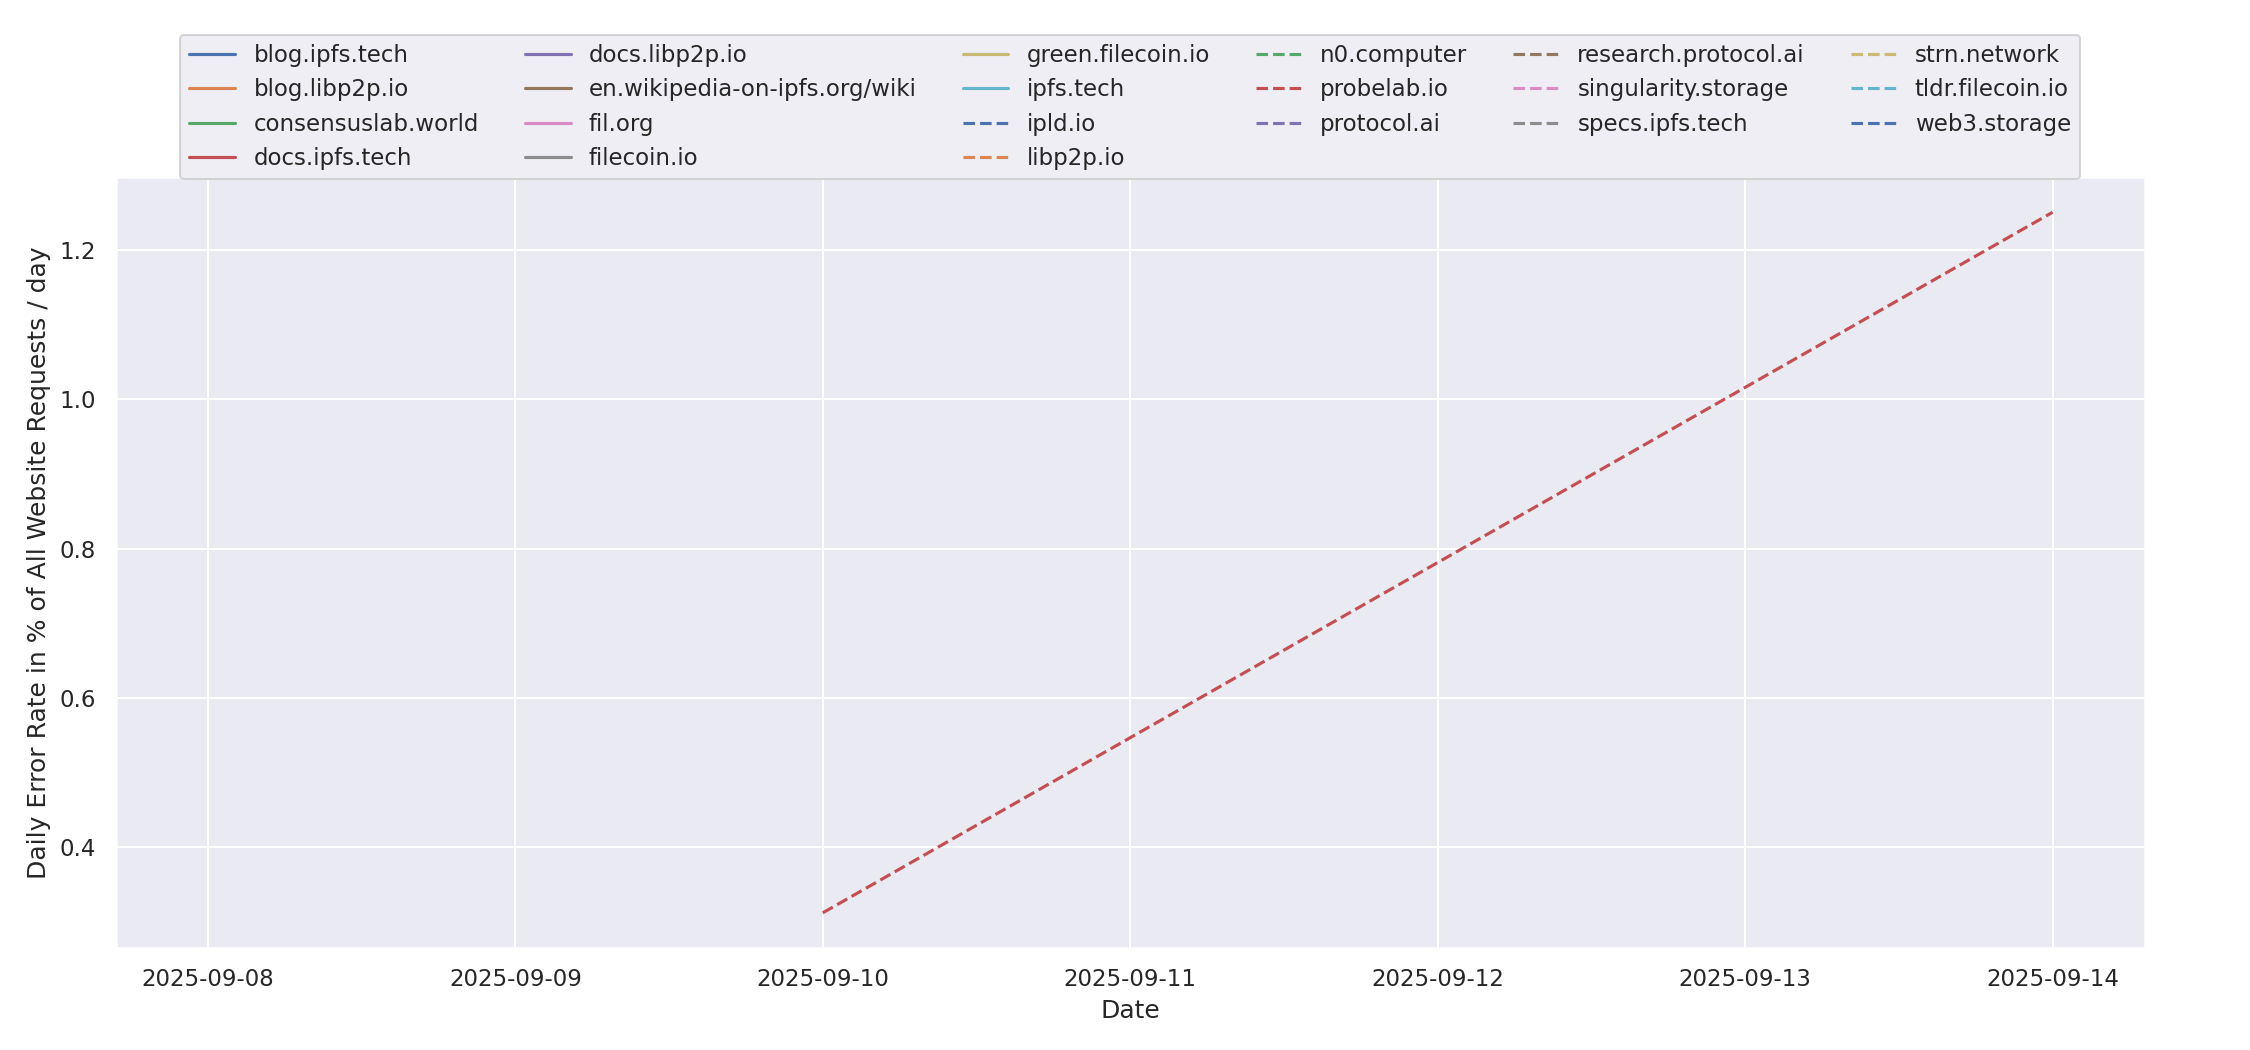 blog.ipfs.tech
blog.libp2p.io
consensuslab.world
docs.ipfs.tech
docs.libp2p.io
en.wikipedia-on-ipfs.org/wiki
fil.org
filecoin.io
green.filecoin.io
ipfs.tech
ipld.io
libp2p.io
n0.computer
probelab.io
protocol.ai
research.protocol.ai
singularity.storage
specs.ipfs.tech
strn.network
tldr.filecoin.io
web3.storage
Daily Error Rate in % of All Website Requests / day
1.2
1.0
0.8
0.6
0.4
2025-09-08
2025-09-09
2025-09-10
2025-09-11
2025-09-12
2025-09-13
2025-09-14
Date